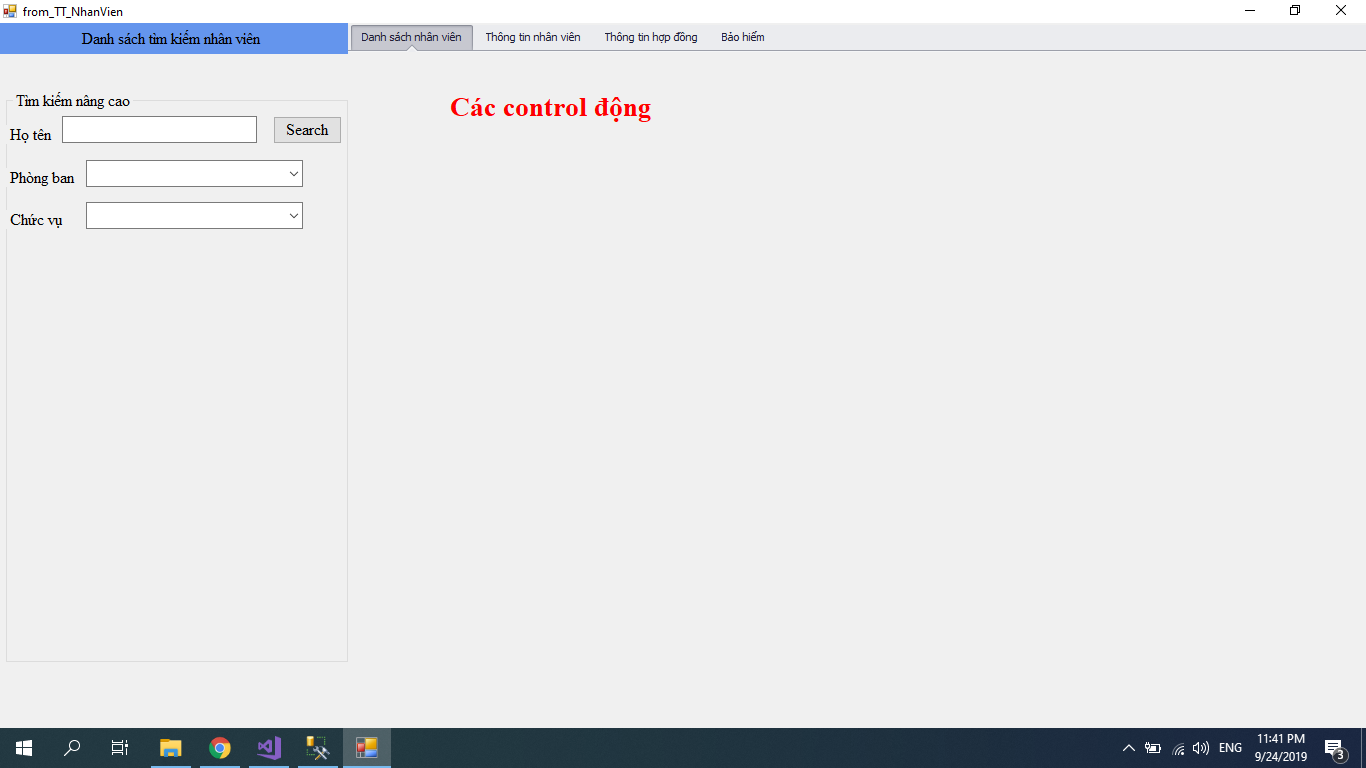 from_TT_NhanVien
Danh sách tìm kiếm nhân viên
Danh sách nhân viên Thông tin nhân viên Thông tin hợp đồng Bảo hiểm
Tìm kiếm nâng cao
Các control động
Họ tên Search
Phòng ban
Chức vụ
ENG
11:41 PM
9/24/2019
3